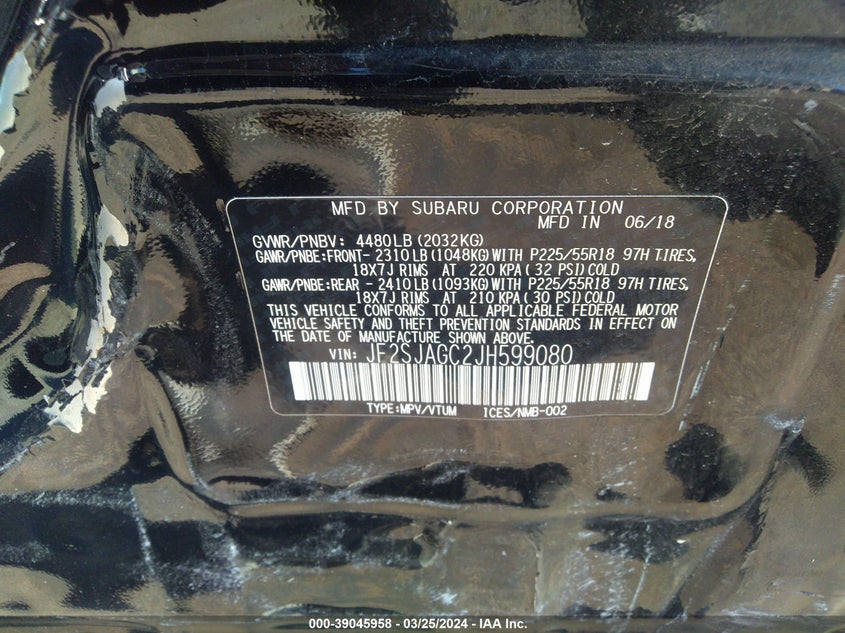 MFD BY SUBARU CORPORATION
MFD IN 06/18
GVWR/PNBV: 4480LB(2032KG)
GAWR/PNBE:FRONT- 2310LB(1048KG)WITH P225/55R18 97H TIRES,
18X7J RIMS AT 220 KPA(32 PSI)COLD
GAWR/PNBE:REAR - 2410LB(1093KG)WITH P225/55R18 97H TIRES,
18X7J RIMS AT 210 KPA(30 PSI)COLD
THIS VEHICLE CONFORMS TO ALL APPLICABLE FEDERAL MOTOR
VEHICLE SAFETY AND THEFT PREVENTION STANDARDS IN EFFECT ON
THE DATE OF MANUFACTURE SHOWN ABOVE.
VIN: JF2SJAGC2JH599080
TYPE:MPV/VTUM ICES/NMB-002
000-39045958 - 03/25/2024 - IAA Inc.